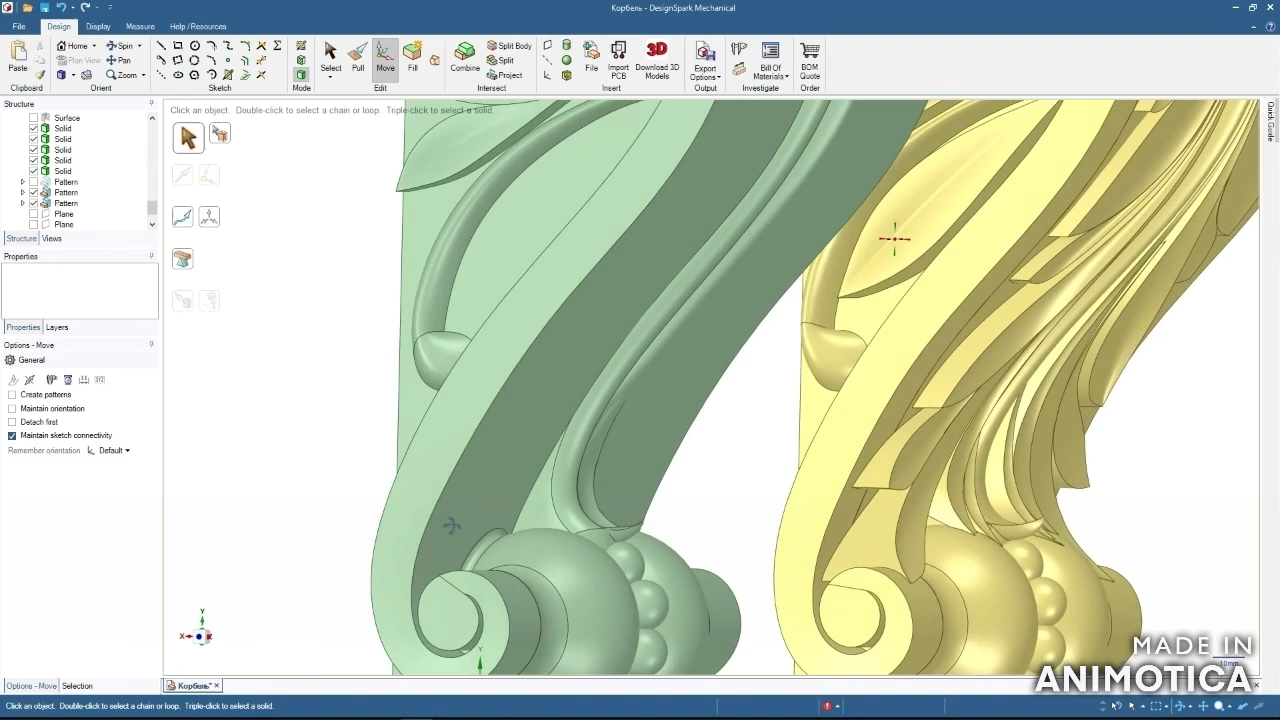 Корбель - DesignSpark Mechanical
File Design Display Measure Help / Resources
Paste
Home Spin
Plan View Pan
Zoom
Select Pull Move Fill
Combine
Split Body
Split
Project
File Import PCB Download 3D Models
3D
Export Options
Bill Of Materials
BOM Quote
Clipboard Orient Sketch Mode Edit Intersect Insert Output Investigate Order
Structure
Click an object. Double-click to select a chain or loop. Triple-click to select a solid.
Quick Guide
Surface
Solid
Solid
Solid
Solid
Solid
Pattern
Pattern
Pattern
Plane
Plane
Structure Views
Properties
Properties Layers
Options - Move
General
Create patterns
Maintain orientation
Detach first
Maintain sketch connectivity
Remember orientation Default
Y
X
Y
10mm
MADE IN
ANIMOTICA
Options - Move Selection
Корбель*
Click an object. Double-click to select a chain or loop. Triple-click to select a solid.